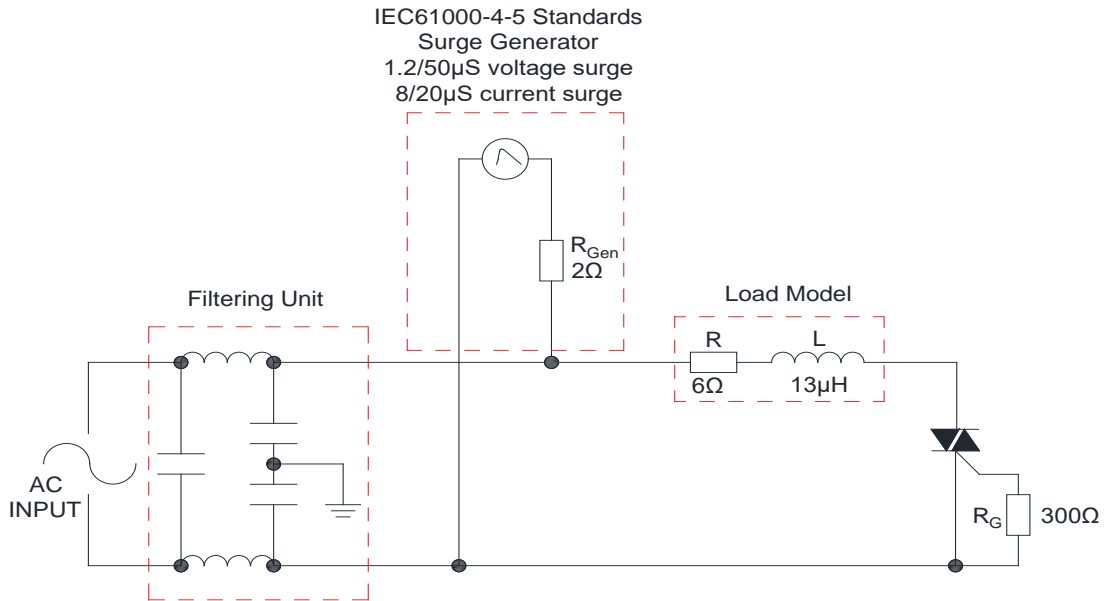 IEC61000-4-5 Standards
Surge Generator
1.2/50μS voltage surge
8/20μS current surge
RGen
2Ω
Filtering Unit
Load Model
R
L
6Ω
13μH
AC
INPUT
RG
300Ω